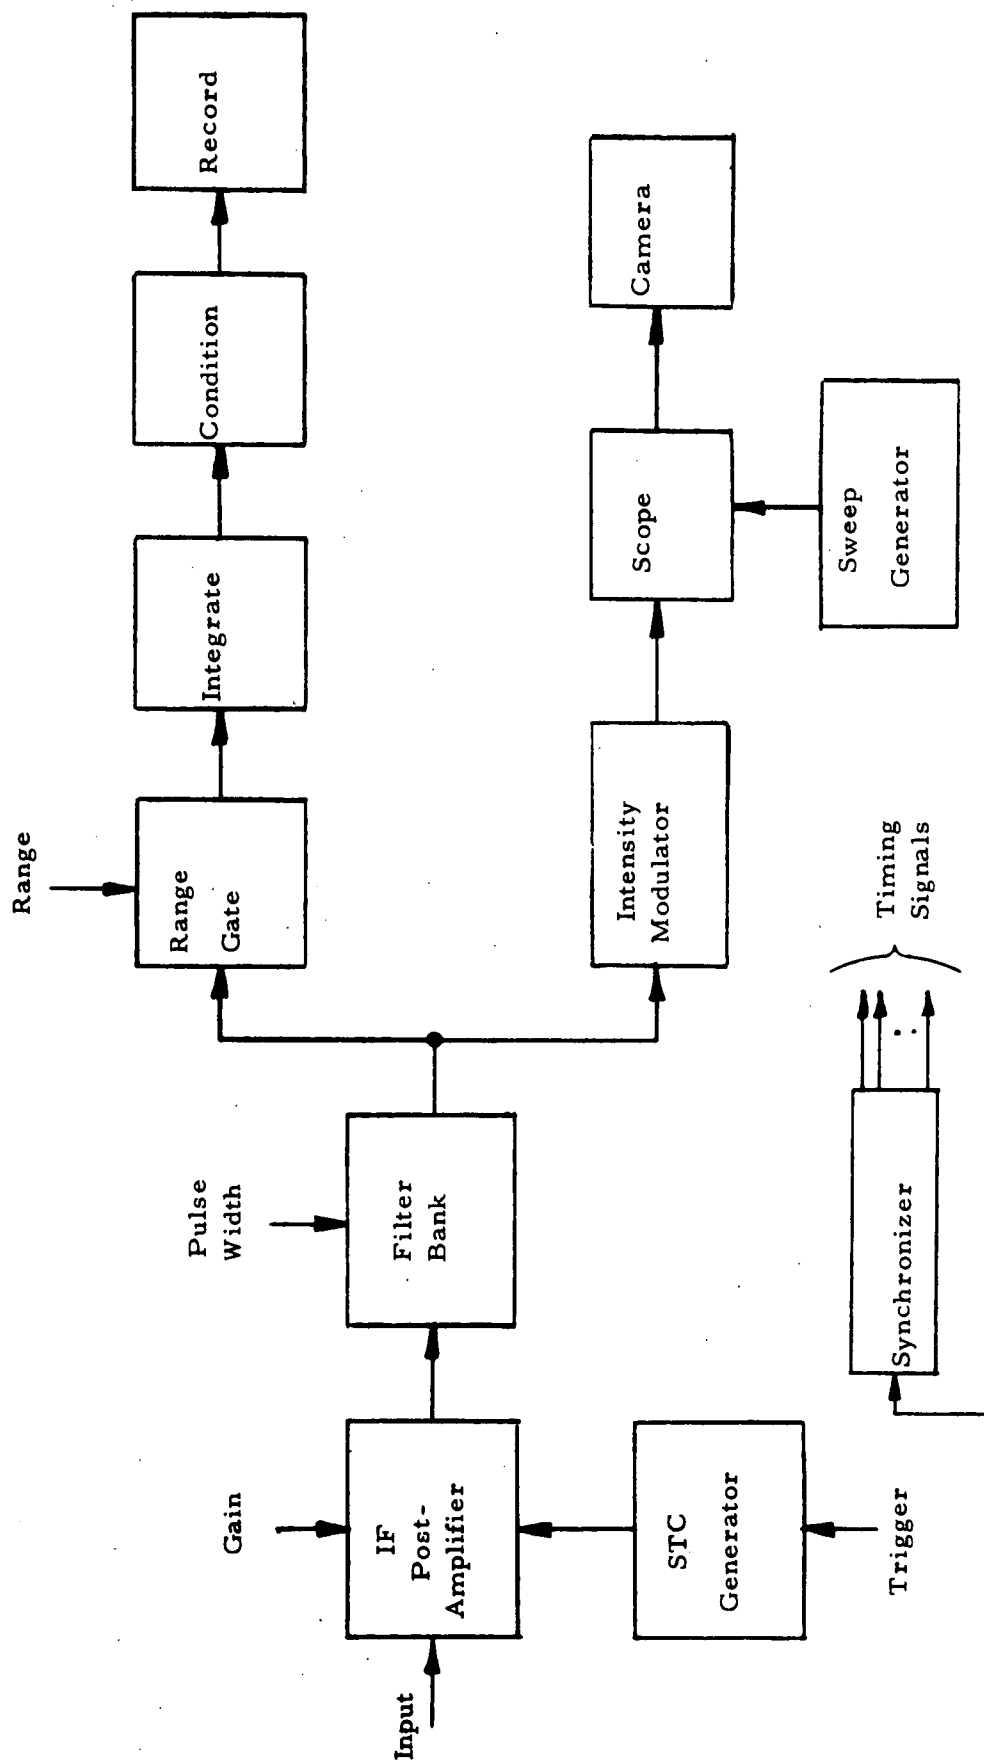 Input
Gain
IF
Post-
Amplifier
STC
Generator
Trigger
Pulse
Width
Filter
Bank
Range
Range
Gate
Integrate
Condition
Record
Intensity
Modulator
Scope
Camera
Sweep
Generator
Synchronizer
Timing
Signals